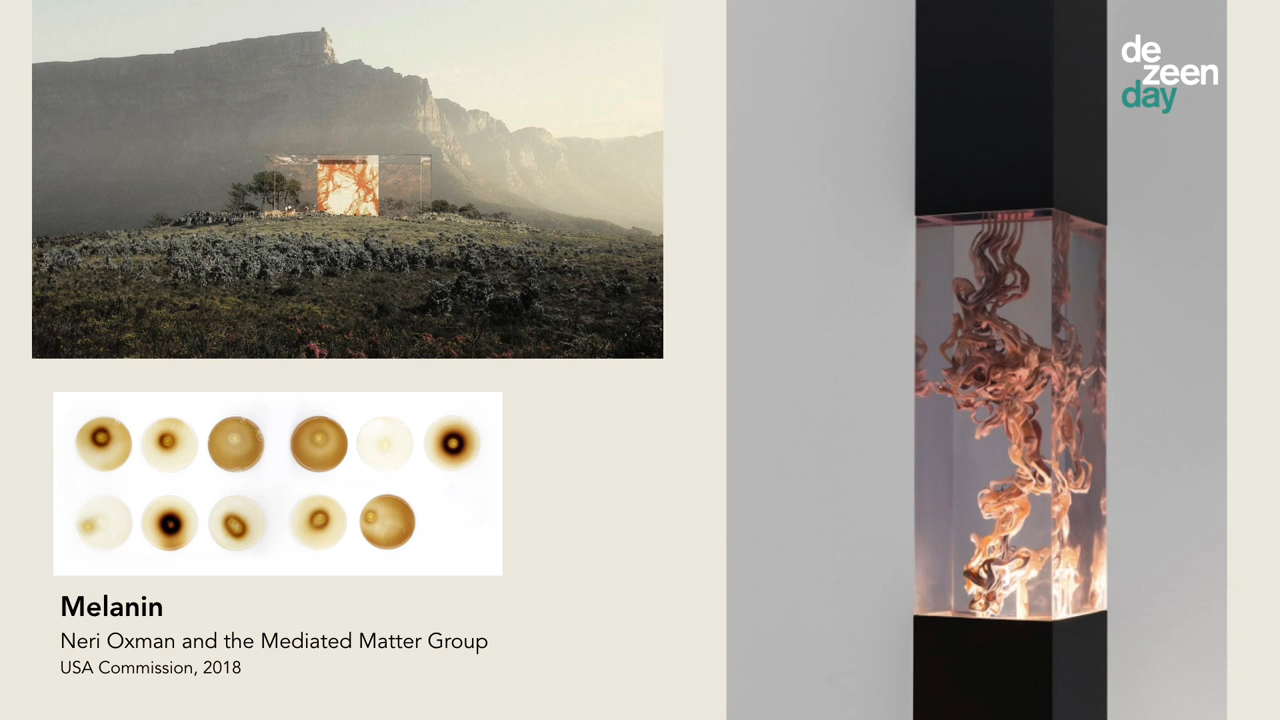 de
zeen
day
Melanin
Neri Oxman and the Mediated Matter Group
USA Commission, 2018